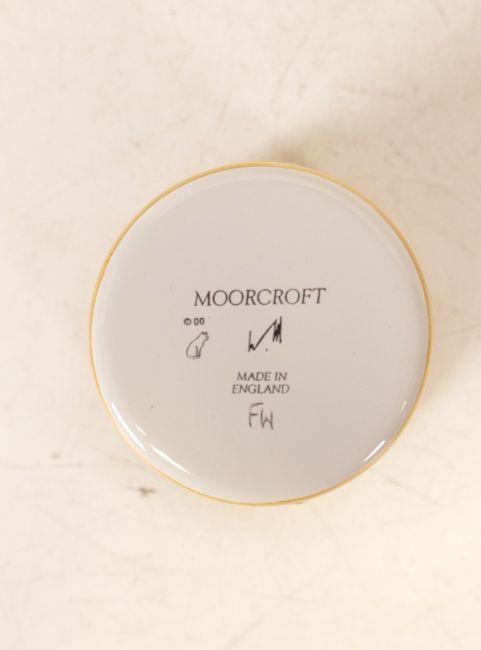 MOORCROFT
© 00
W.M
MADE IN
ENGLAND
FW